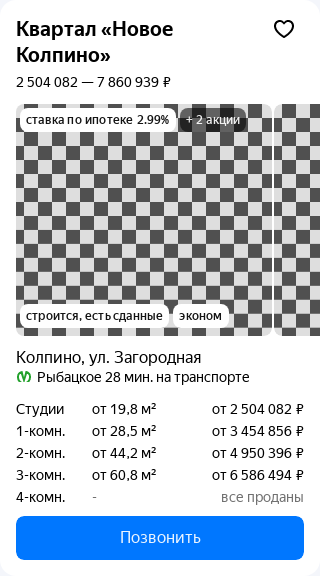 Квартал «Новое
Колпино»
2 504 082 — 7 860 939 ₽
ставка по ипотеке 2.99%
+ 2 акции
строится, есть сданные
эконом
Колпино, ул. Загородная
Рыбацкое 28 мин. на транспорте
Студии от 19,8 м² от 2 504 082 ₽
1-комн. от 28,5 м² от 3 454 856 ₽
2-комн. от 44,2 м² от 4 950 396 ₽
3-комн. от 60,8 м² от 6 586 494 ₽
4-комн. - все проданы
Позвонить